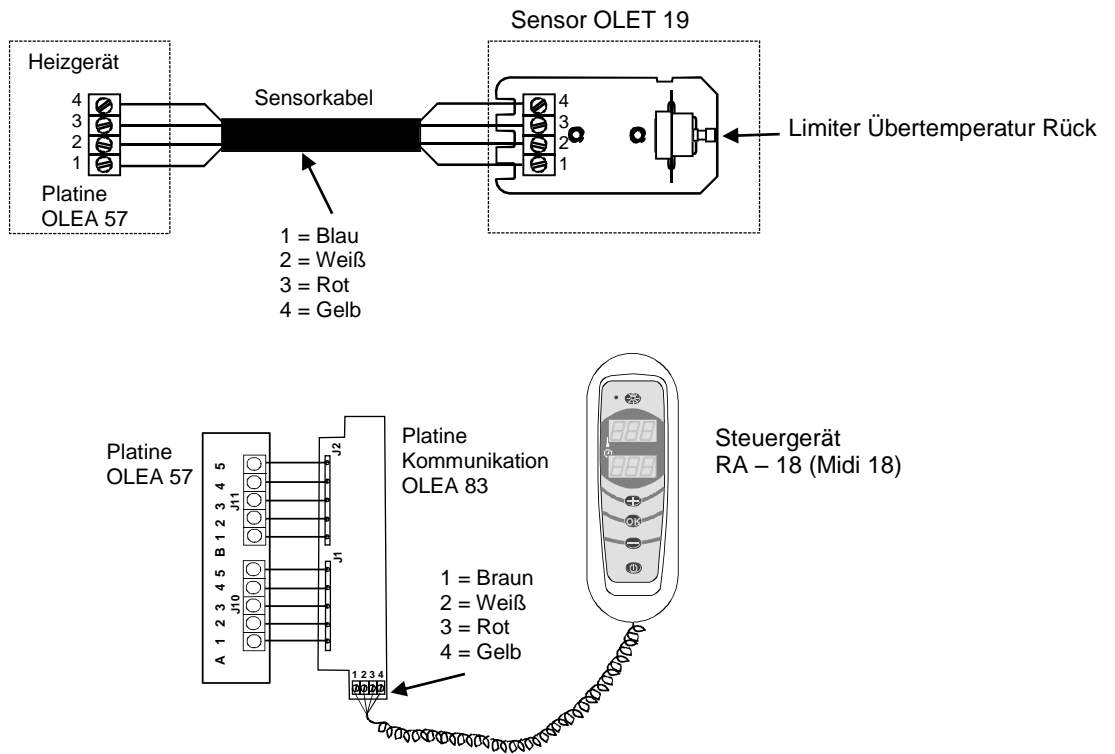 Sensor OLET 19
Heizgerät
4
3
2
1
Platine
OLEA 57
Sensorkabel
1 = Blau
2 = Weiß
3 = Rot
4 = Gelb
4
3
2
1
Limiter Übertemperatur Rück
Platine
OLEA 57
5
4
3
2
1
B
J11
5
4
3
2
1
A
J10
J2
J1
Platine
Kommunikation
OLEA 83
1 = Braun
2 = Weiß
3 = Rot
4 = Gelb
1 2 3 4
888
888
OK
Steuergerät
RA – 18 (Midi 18)